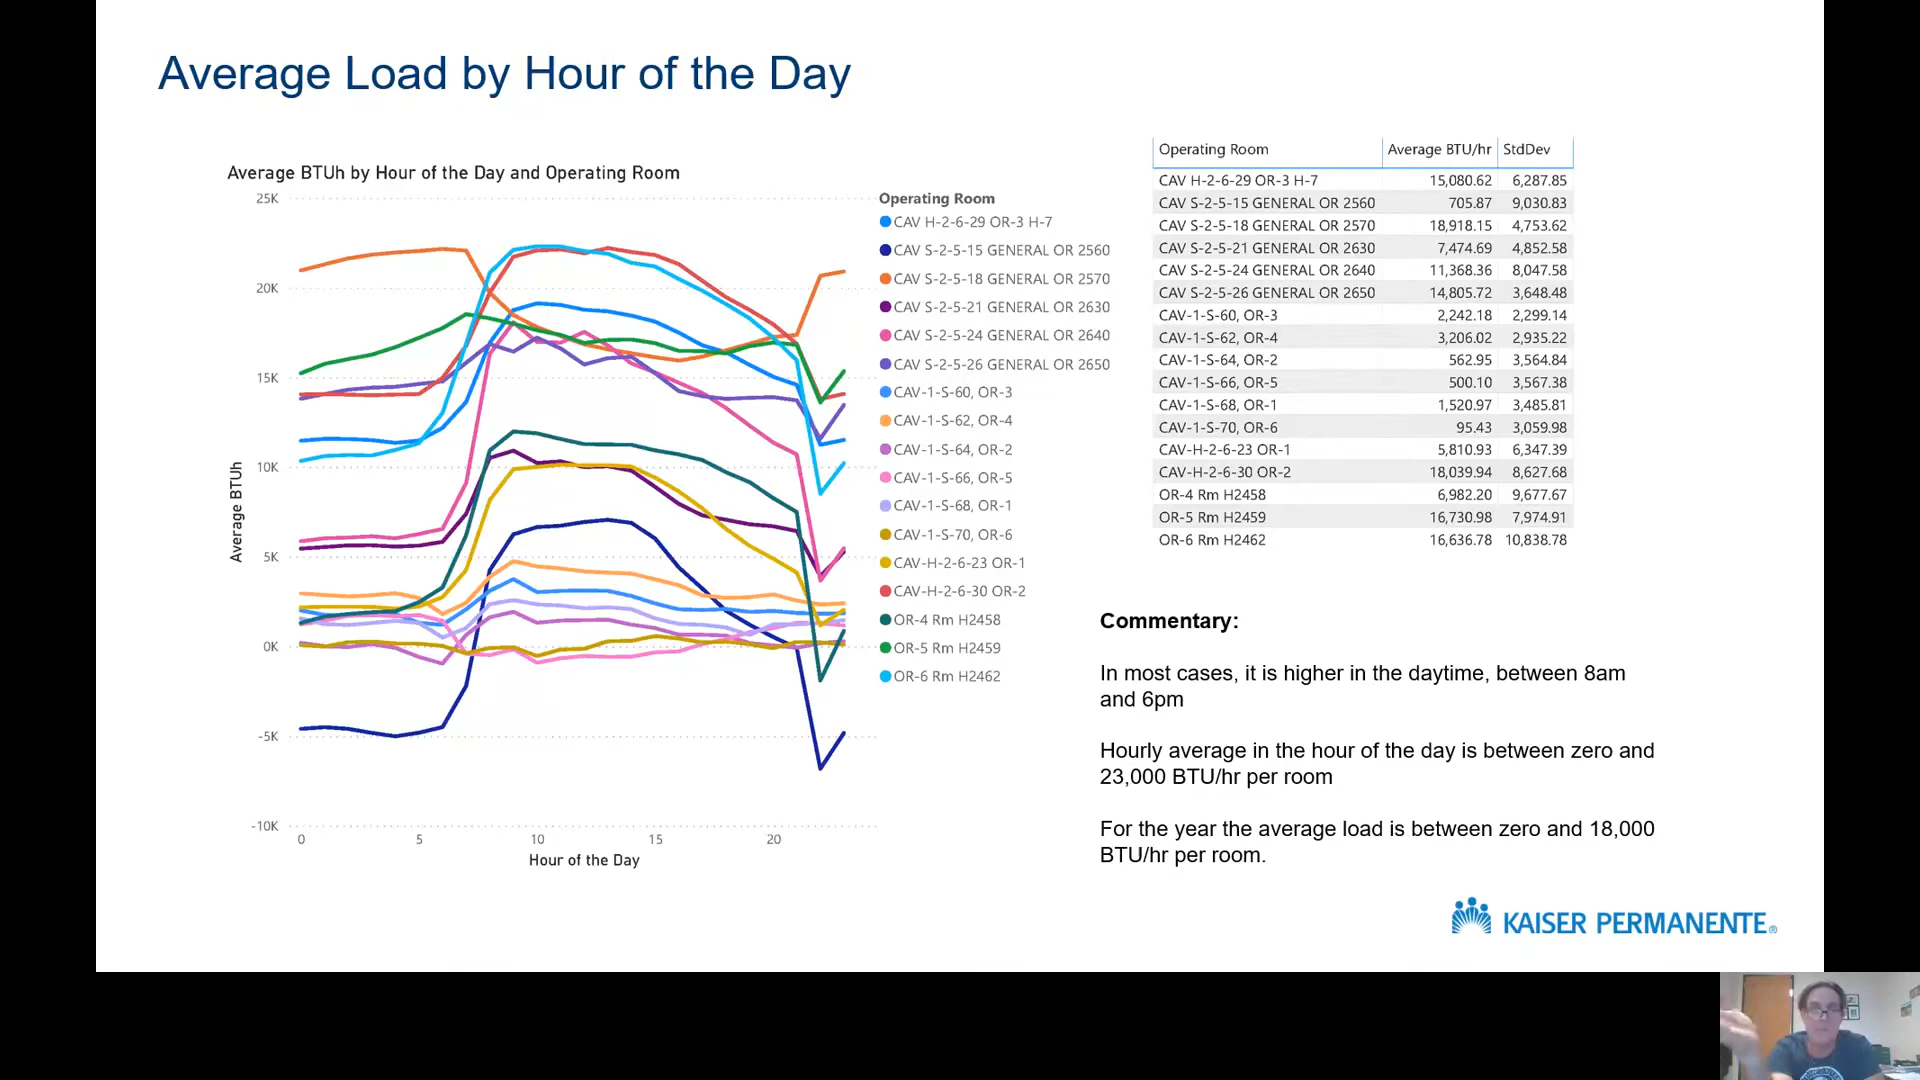 Average Load by Hour of the Day
Average BTUh by Hour of the Day and Operating Room
25K
20K
15K
10K
5K
0K
-5K
-10K
Average BTUh
0 5 10 15 20
Hour of the Day
Operating Room
CAV H-2-6-29 OR-3 H-7
CAV S-2-5-15 GENERAL OR 2560
CAV S-2-5-18 GENERAL OR 2570
CAV S-2-5-21 GENERAL OR 2630
CAV S-2-5-24 GENERAL OR 2640
CAV S-2-5-26 GENERAL OR 2650
CAV-1-S-60, OR-3
CAV-1-S-62, OR-4
CAV-1-S-64, OR-2
CAV-1-S-66, OR-5
CAV-1-S-68, OR-1
CAV-1-S-70, OR-6
CAV-H-2-6-23 OR-1
CAV-H-2-6-30 OR-2
OR-4 Rm H2458
OR-5 Rm H2459
OR-6 Rm H2462
Operating Room Average BTU/hr StdDev
CAV H-2-6-29 OR-3 H-7 15,080.62 6,287.85
CAV S-2-5-15 GENERAL OR 2560 705.87 9,030.83
CAV S-2-5-18 GENERAL OR 2570 18,918.15 4,753.62
CAV S-2-5-21 GENERAL OR 2630 7,474.69 4,852.58
CAV S-2-5-24 GENERAL OR 2640 11,368.36 8,047.58
CAV S-2-5-26 GENERAL OR 2650 14,805.72 3,648.48
CAV-1-S-60, OR-3 2,242.18 2,299.14
CAV-1-S-62, OR-4 3,206.02 2,935.22
CAV-1-S-64, OR-2 562.95 3,564.84
CAV-1-S-66, OR-5 500.10 3,567.38
CAV-1-S-68, OR-1 1,520.97 3,485.81
CAV-1-S-70, OR-6 95.43 3,059.98
CAV-H-2-6-23 OR-1 5,810.93 6,347.39
CAV-H-2-6-30 OR-2 18,039.94 8,627.68
OR-4 Rm H2458 6,982.20 9,677.67
OR-5 Rm H2459 16,730.98 7,974.91
OR-6 Rm H2462 16,636.78 10,838.78
Commentary:
In most cases, it is higher in the daytime, between 8am
and 6pm
Hourly average in the hour of the day is between zero and
23,000 BTU/hr per room
For the year the average load is between zero and 18,000
BTU/hr per room.
KAISER PERMANENTE®